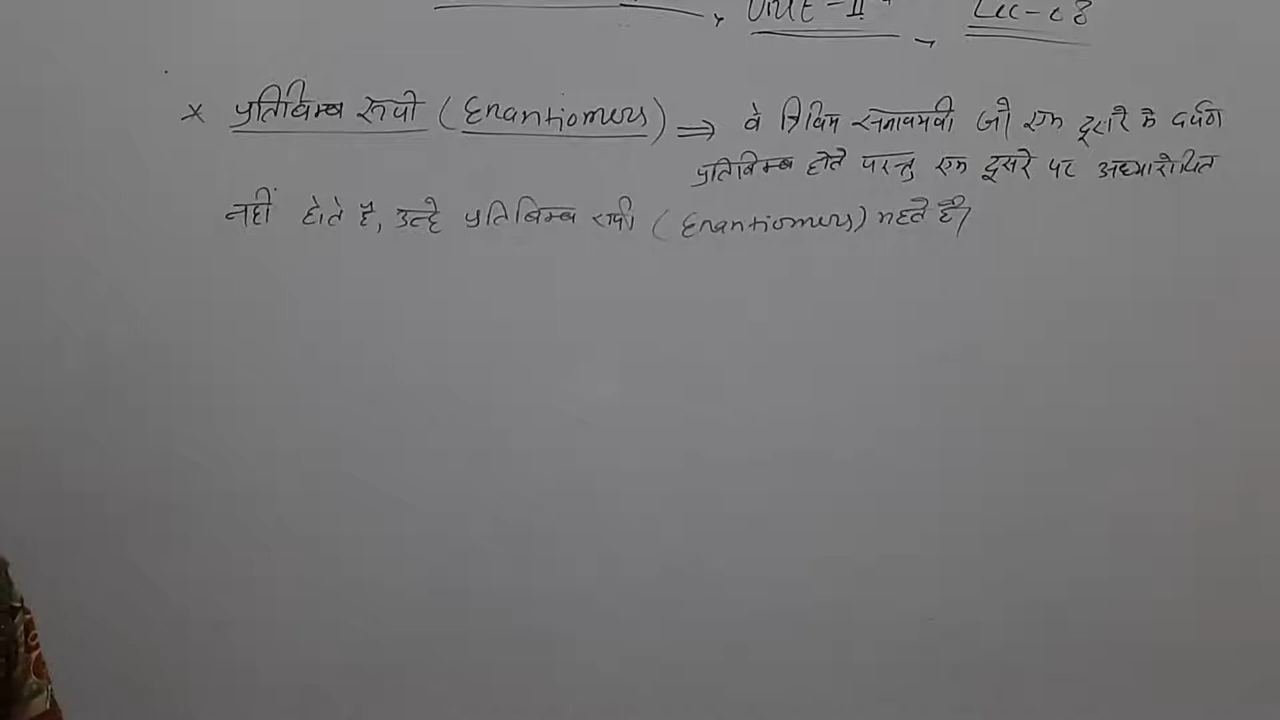 Unit-II Lec-08
* प्रतिबिम्ब रूपी (Enantiomers) ⇒ वे त्रिविम समावयवी जो एक दूसरे के दर्पण
प्रतिबिम्ब होते परन्तु एक दूसरे पर अध्यारोपित
नहीं होते है, उन्हे प्रतिबिम्ब रूपी (Enantiomers) कहते है।